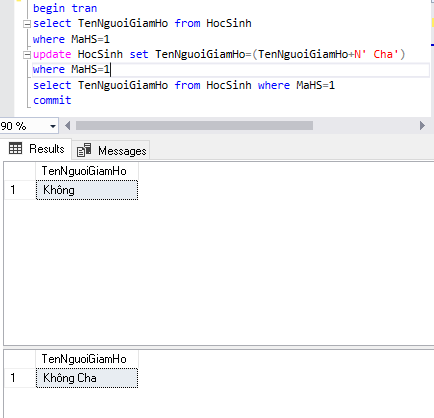 begin tran
select TenNguoiGiamHo from HocSinh
where MaHS=1
update HocSinh set TenNguoiGiamHo=(TenNguoiGiamHo+N' Cha')
where MaHS=1
select TenNguoiGiamHo from HocSinh where MaHS=1
commit
90 %
Results Messages
TenNguoiGiamHo
1 Không
TenNguoiGiamHo
1 Không Cha